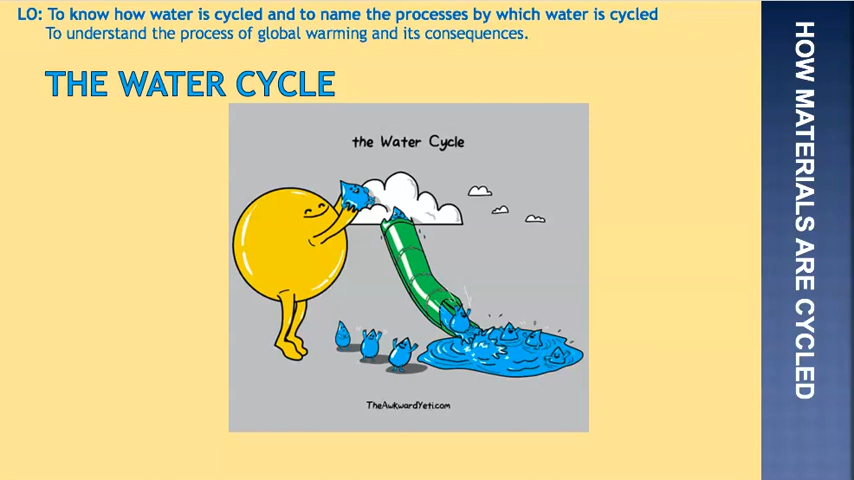 LO: To know how water is cycled and to name the processes by which water is cycled
To understand the process of global warming and its consequences.
THE WATER CYCLE
the Water Cycle
TheAwkwardYeti.com
HOW MATERIALS ARE CYCLED